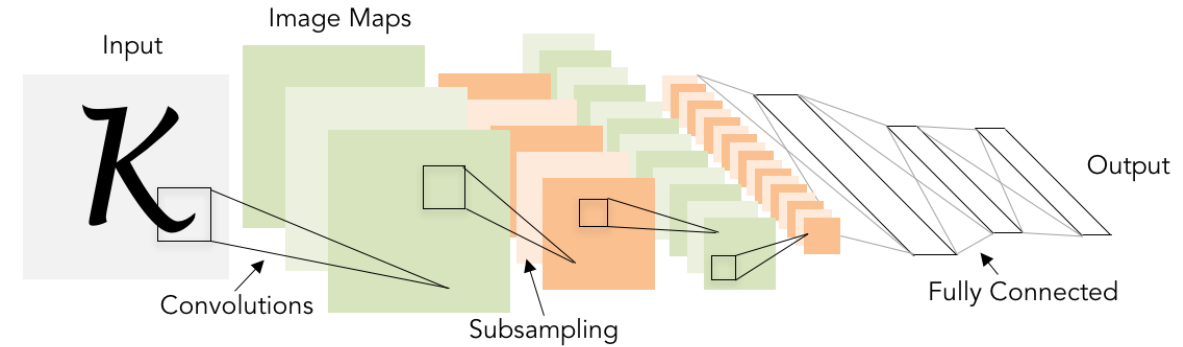 Image Maps
Input
K
Output
Convolutions
Subsampling
Fully Connected